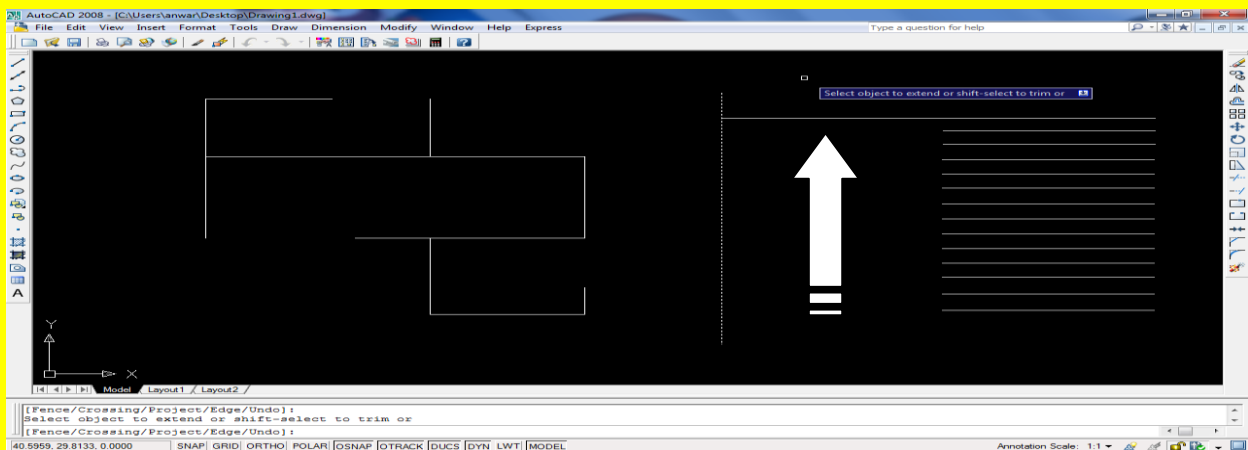 AutoCAD 2008 - [C:\Users\anwar\Desktop\Drawing1.dwg]
File Edit View Insert Format Tools Draw Dimension Modify Window Help Express
Type a question for help
Select object to extend or shift-select to trim or
A
Y
X
Model Layout1 Layout2
[Fence/Crossing/Project/Edge/Undo]:
Select object to extend or shift-select to trim or
[Fence/Crossing/Project/Edge/Undo]:
40.5959, 29.8133, 0.0000 SNAP GRID ORTHO POLAR OSNAP OTRACK DUCS DYN LWT MODEL Annotation Scale: 1:1